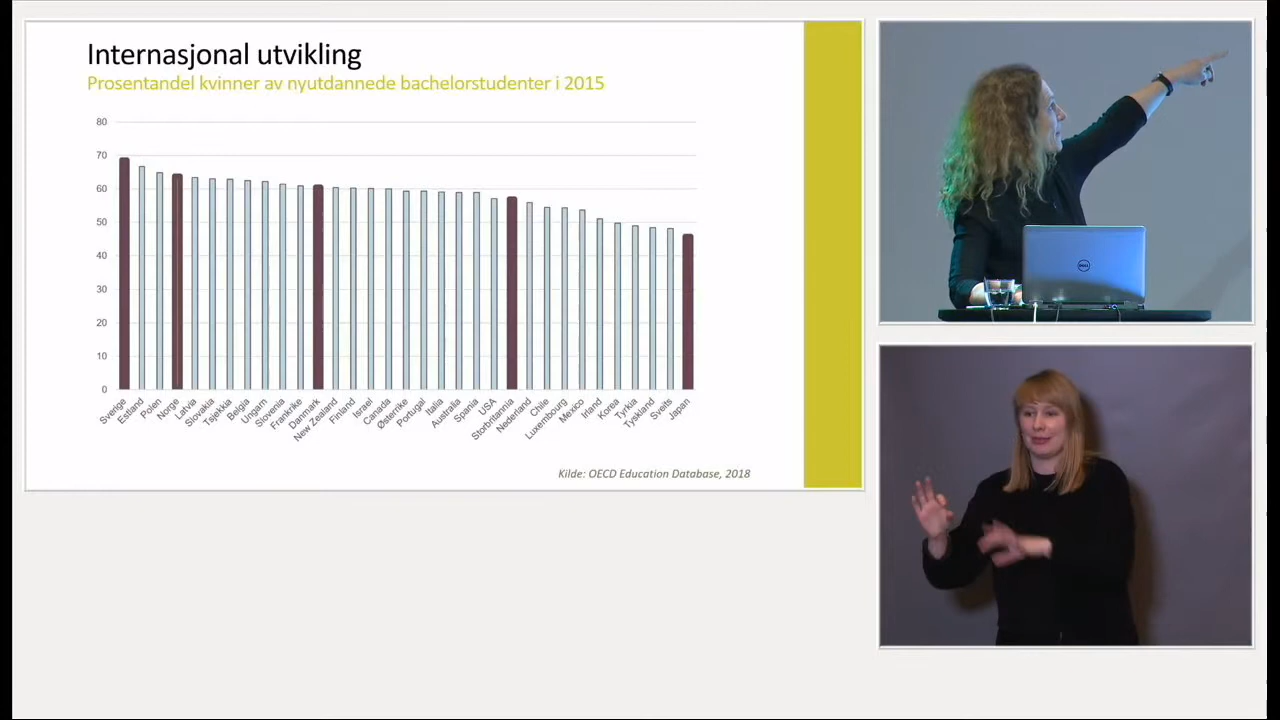 Internasjonal utvikling
Prosentandel kvinner av nyutdannede bachelorstudenter i 2015
80
70
60
50
40
30
20
10
0
Sverige
Estland
Polen
Norge
Latvia
Slovakia
Tsjekkia
Belgia
Ungarn
Slovenia
Frankrike
Danmark
New Zealand
Finland
Israel
Canada
Østerrike
Portugal
Italia
Australia
Spania
USA
Storbritannia
Nederland
Chile
Luxembourg
Mexico
Irland
Korea
Tyrkia
Tyskland
Sveits
Japan
Kilde: OECD Education Database, 2018
DELL